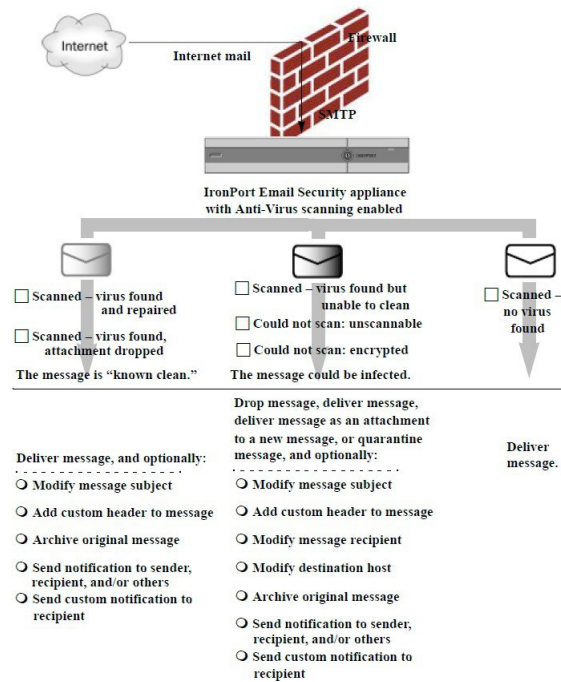 Internet
Firewall
Internet mail
SMTP
IronPort Email Security appliance
with Anti-Virus scanning enabled
Scanned – virus found
and repaired
Scanned – virus found,
attachment dropped
The message is “known clean.”
Scanned – virus found but
unable to clean
Could not scan: unscannable
Could not scan: encrypted
The message could be infected.
Scanned –
no virus
found
Deliver message, and optionally:
Modify message subject
Add custom header to message
Archive original message
Send notification to sender,
recipient, and/or others
Send custom notification to
recipient
Drop message, deliver message,
deliver message as an attachment
to a new message, or quarantine
message, and optionally:
Modify message subject
Add custom header to message
Modify message recipient
Modify destination host
Archive original message
Send notification to sender,
recipient, and/or others
Send custom notification to
recipient
Deliver
message.